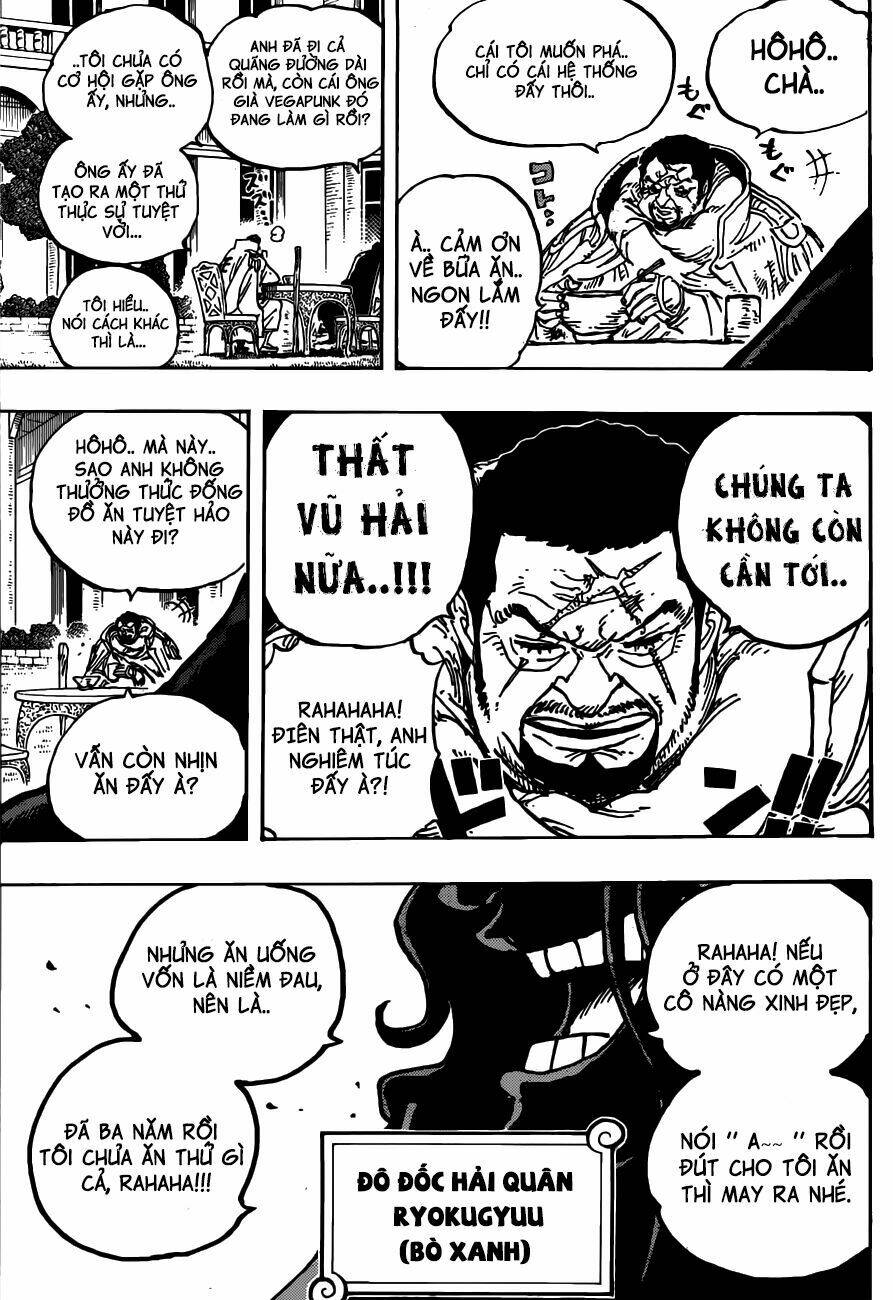 HÔHÔ..
CHÀ..
CÁI TÔI MUỐN PHÁ.
CHỈ CÓ CÁI HỆ THỐNG
ĐẤY THÔI..
もぐ
もぐ
コト..
À.. CẢM ƠN
VỀ BỮA ĂN..
NGON LẮM
ĐẤY!!
ANH ĐÃ ĐI CẢ
QUÃNG ĐƯỜNG DÀI
RỒI MÀ, CÒN CÁI ÔNG
GIÀ VEGAPUNK ĐÓ
ĐANG LÀM GÌ RỒI?
..TÔI CHƯA CÓ
CƠ HỘI GẶP ÔNG
ẤY, NHƯNG..
ÔNG ẤY ĐÃ
TẠO RA MỘT THỨ
THỰC SỰ TUYỆT
VỜI...
TÔI HIỂU..
NÓI CÁCH KHÁC
THÌ LÀ...
CHÚNG TA
KHÔNG CÒN
CẦN TỚI..
THẤT
VŨ HẢI
NỮA..!!!
RAHAHAHA!
ĐIÊN THẬT, ANH
NGHIÊM TÚC
ĐẤY À?!
HÔHÔ.. MÀ NÀY..
SAO ANH KHÔNG
THƯỞNG THỨC ĐỐNG
ĐỒ ĂN TUYỆT HẢO
NÀY ĐI?
VẪN CÒN NHỊN
ĂN ĐẤY À?
RAHAHA! NẾU
Ở ĐÂY CÓ MỘT
CÔ NÀNG XINH ĐẸP,
NÓI " A~~ " RỒI
ĐÚT CHO TÔI ĂN
THÌ MAY RA NHÉ.
NHƯNG ĂN UỐNG
VỐN LÀ NIỀM ĐAU,
NÊN LÀ..
ĐÃ BA NĂM RỒI
TÔI CHƯA ĂN THỨ GÌ
CẢ, RAHAHA!!!
ĐÔ ĐỐC HẢI QUÂN
RYOKUGYUU
(BÒ XANH)